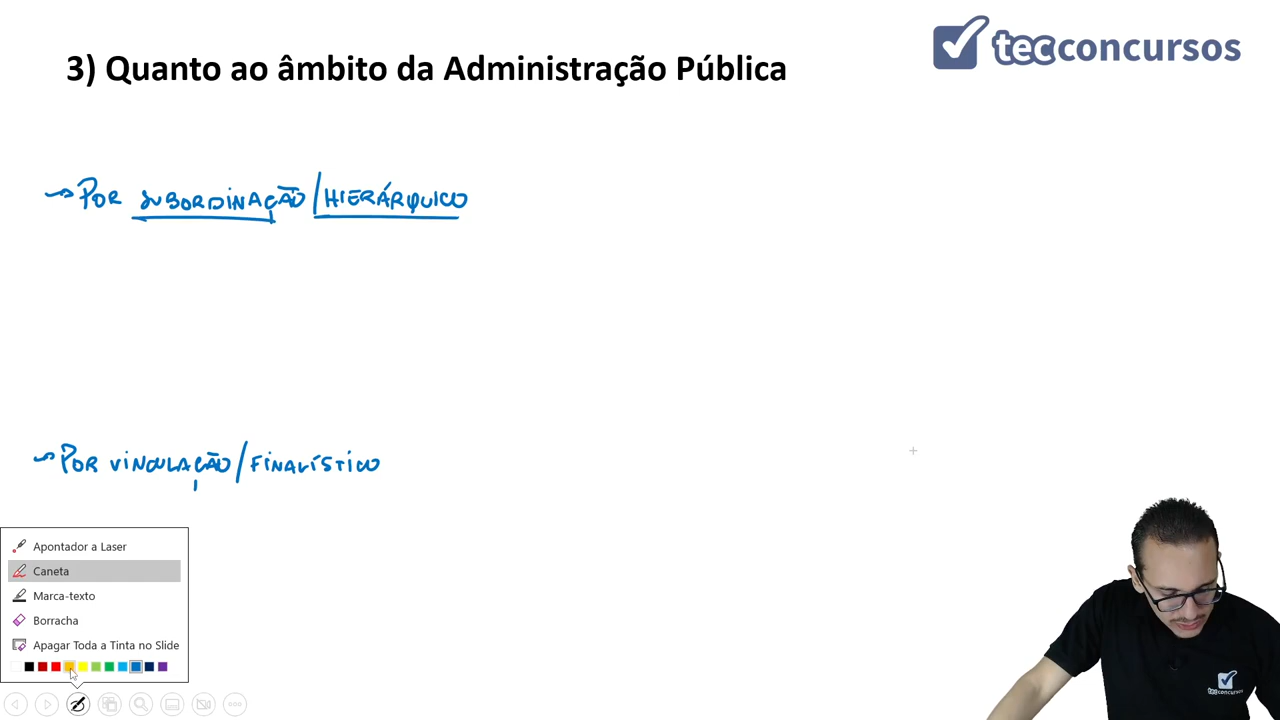 3) Quanto ao âmbito da Administração Pública
tecconcursos
→ POR SUBORDINAÇÃO/HIERÁRQUICO
→ POR VINCULAÇÃO/FINALÍSTICO
Apontador a Laser
Caneta
Marca-texto
Borracha
Apagar Toda a Tinta no Slide
tecconcursos